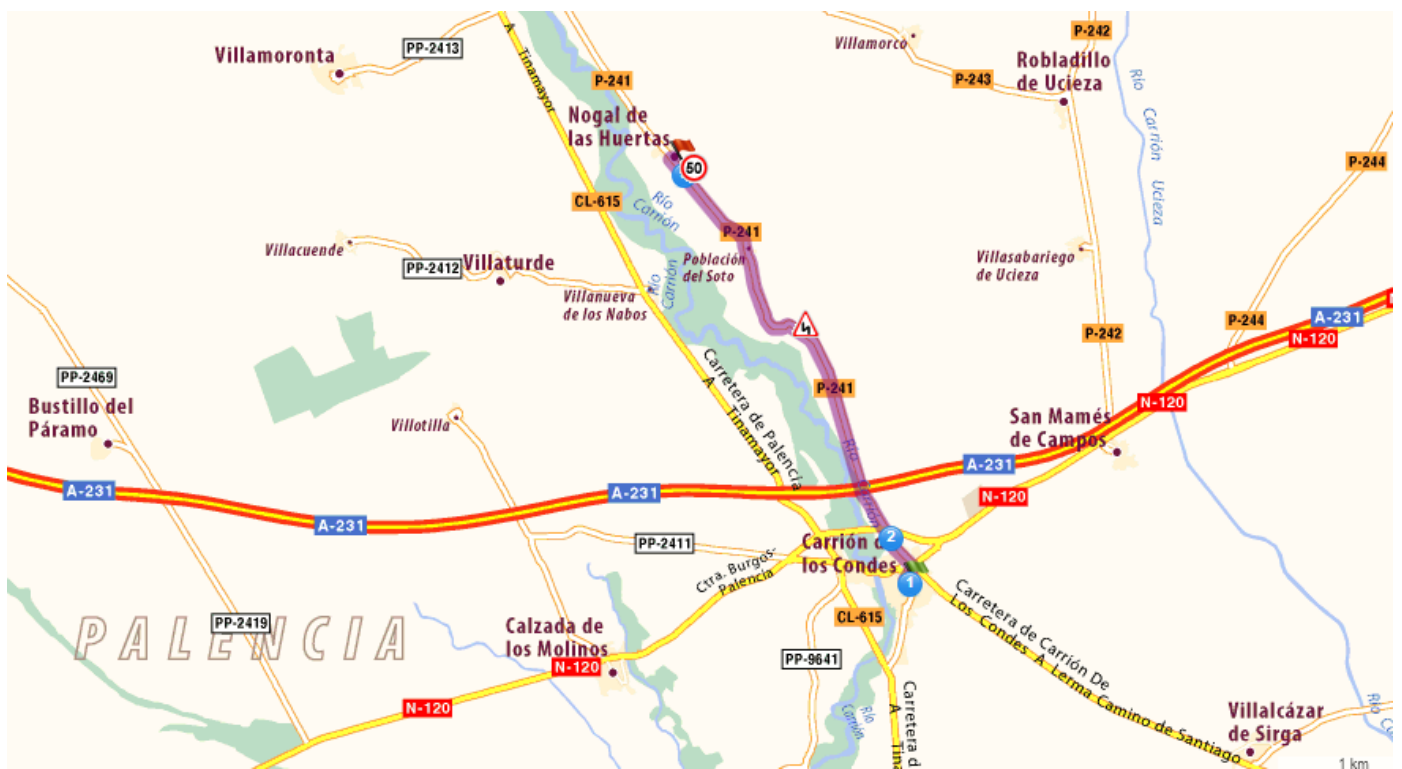 Villamoronta
PP-2413
A Tinamayor
P-241
Villamorco
P-242
P-243
Robladillo
de Ucieza
Río Carrión Ucieza
P-244
Nogal de
las Huertas
50
CL-615
Río
Carrión
P-241
Población
del Soto
Villacuende
PP-2412
Villaturde
Villanueva
de los Nabos
Río
Carrión
Villasabariego
de Ucieza
P-242
P-244
A-231
N-120
PP-2469
Bustillo del
Páramo
Villotilla
Carretera de Palencia
A Tinamayor
P-241
N-120
San Mamés
de Campos
A-231
A-231
A-231
A-231
N-120
Río Carrión
2
Carrión de
los Condes
1
PP-2411
Ctra. Burgos-
Palencia
PALENCIA
PP-2419
Calzada de
los Molinos
N-120
N-120
CL-615
PP-9641
Río
Carrión
Carretera d
A
Carretera de Carrión De
Los Condes A Lerma Camino de Santiago
Villalcázar
de Sirga
Río
1 km